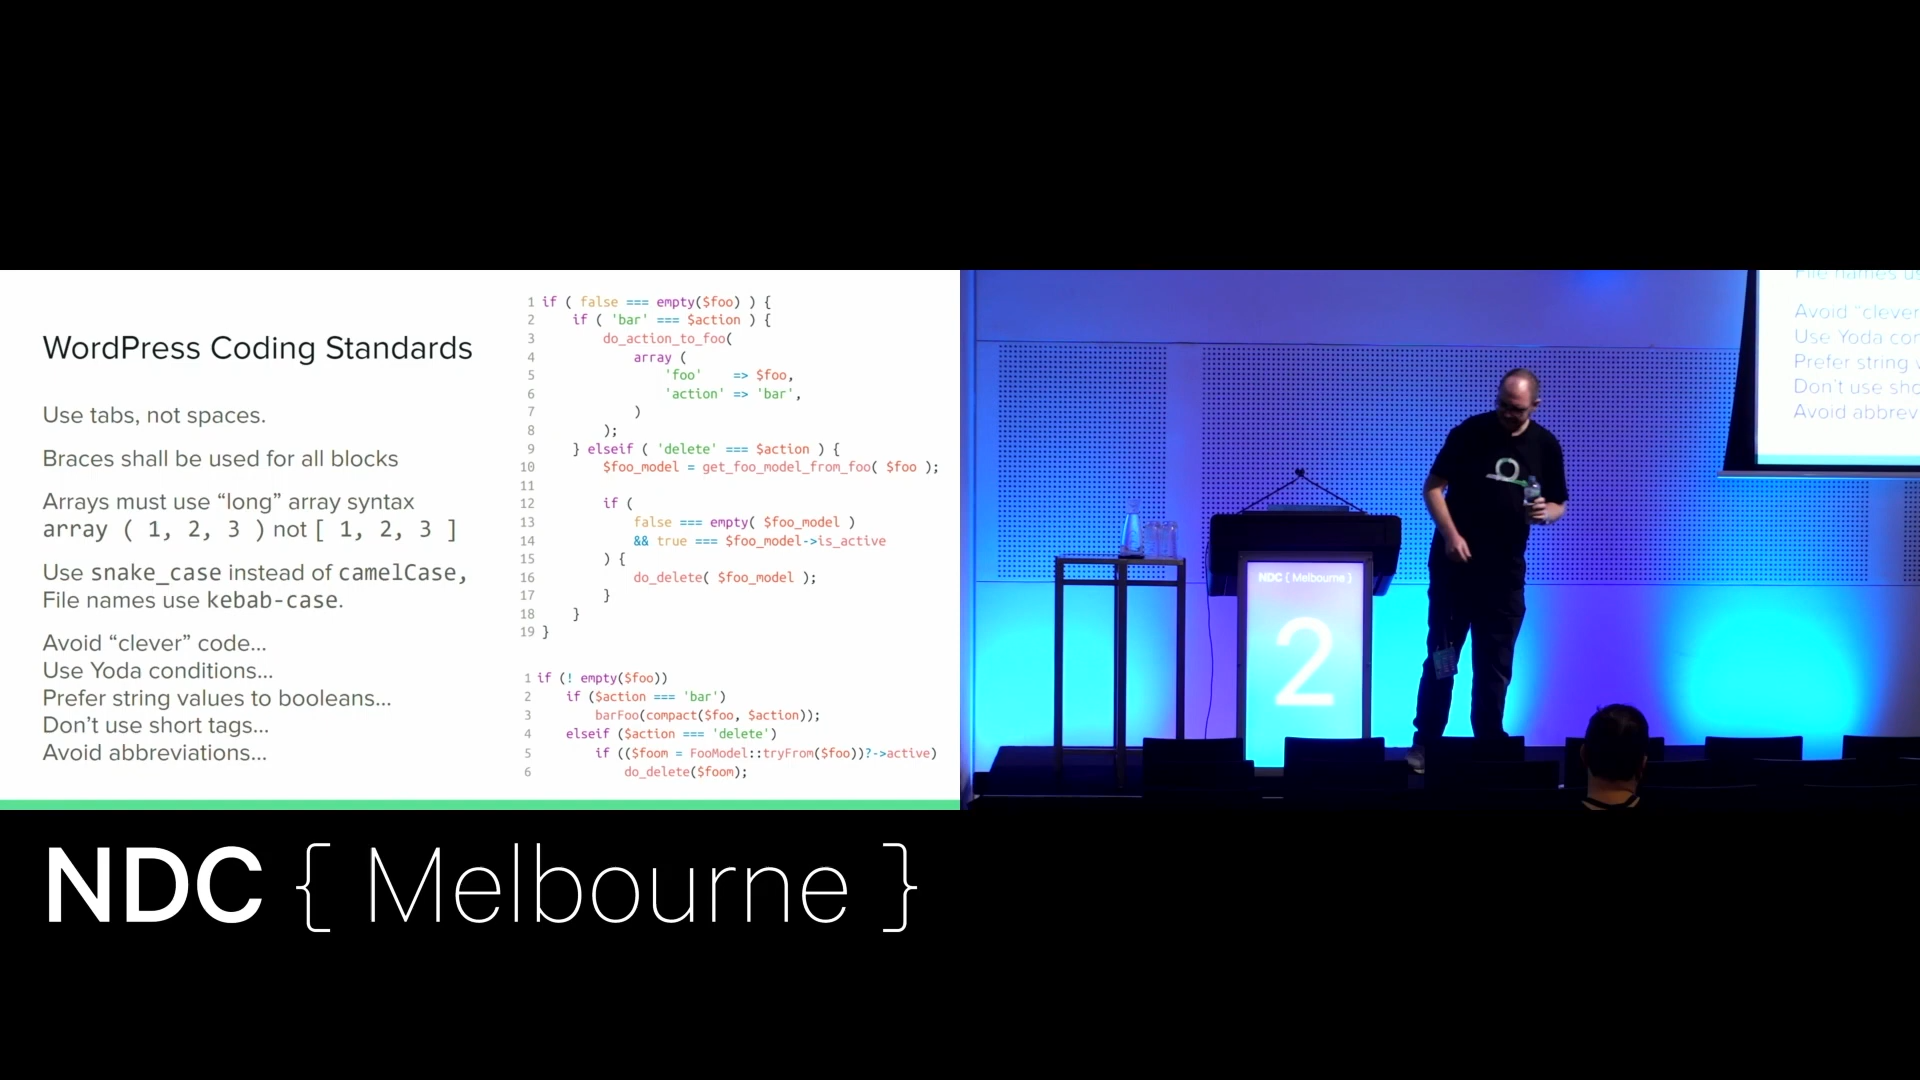 WordPress Coding Standards
Use tabs, not spaces.
Braces shall be used for all blocks
Arrays must use “long” array syntax
array ( 1, 2, 3 ) not [ 1, 2, 3 ]
Use snake_case instead of camelCase,
File names use kebab-case.
Avoid “clever” code...
Use Yoda conditions...
Prefer string values to booleans...
Don’t use short tags...
Avoid abbreviations...
1 if ( false === empty($foo) ) {
2     if ( 'bar' === $action ) {
3         do_action_to_foo(
4             array (
5                 'foo'    => $foo,
6                 'action' => 'bar',
7             )
8         );
9     } elseif ( 'delete' === $action ) {
10         $foo_model = get_foo_model_from_foo( $foo );
11
12         if (
13             false === empty( $foo_model )
14             && true === $foo_model->is_active
15         ) {
16             do_delete( $foo_model );
17         }
18     }
19 }
1 if (! empty($foo))
2     if ($action === 'bar')
3         barFoo(compact($foo, $action));
4     elseif ($action === 'delete')
5         if (($foom = FooModel::tryFrom($foo))?->active)
6             do_delete($foom);
File names us
Avoid “clever
Use Yoda con
Prefer string v
Don’t use sho
Avoid abbrev
NDC { Melbourne }
2
NDC { Melbourne }